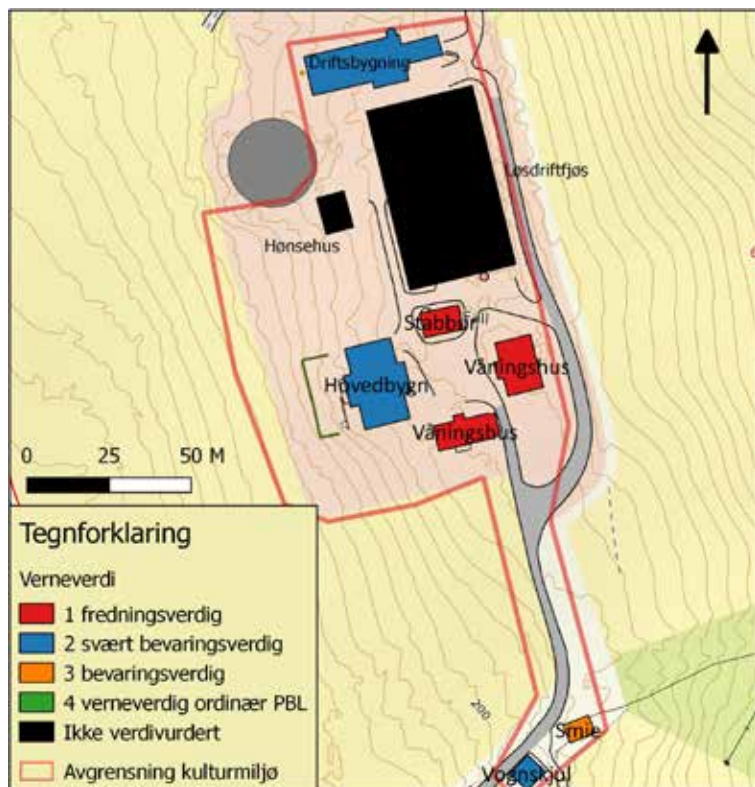 Driftsbygning
Løsdriftfjøs
Hønsehus
Stabbur
Hovedbygn
Våningshus
Våningshus
0 25 50 M
Tegnforklaring
Verneverdi
1 fredningsverdig
2 svært bevaringsverdig
3 bevaringsverdig
4 verneverdig ordinær PBL
Ikke verdivurdert
Avgrensning kulturmiljø
200
Smie
Vognskjul